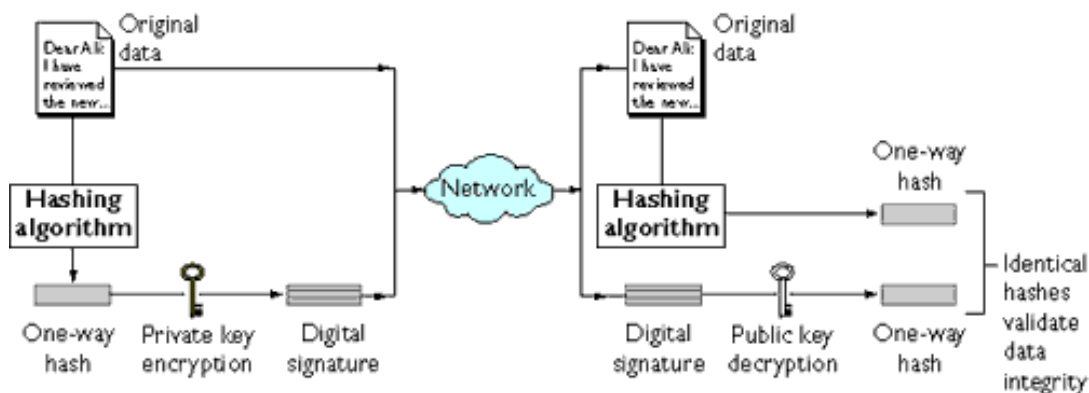 Original
data
Dear Ali:
I have
reviewed
the new...
Hashing
algorithm
One-way
hash
Private key
encryption
Digital
signature
Network
Original
data
Dear Ali:
I have
reviewed
the new...
Hashing
algorithm
One-way
hash
Digital
signature
Public key
decryption
One-way
hash
Identical
hashes
validate
data
integrity